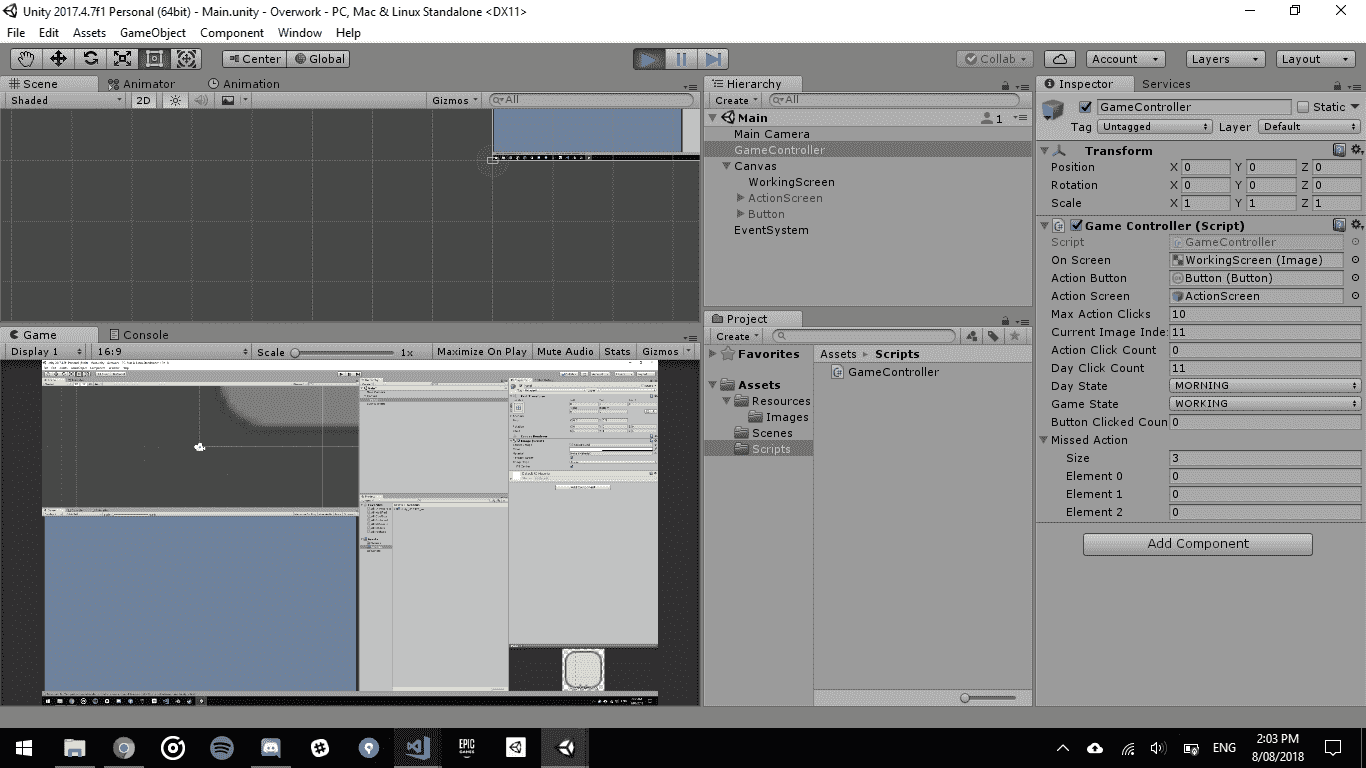 Unity 2017.4.7f1 Personal (64bit) - Main.unity - Overwork - PC, Mac & Linux Standalone <DX11>
File Edit Assets GameObject Component Window Help
Center Global Collab Account Layers Layout
Scene Animator Animation
Shaded 2D Gizmos All
Hierarchy
Create All
Main 1
Main Camera
GameController
Canvas
WorkingScreen
ActionScreen
Button
EventSystem
Game Console
Display 1 16:9 Scale 1x Maximize On Play Mute Audio Stats Gizmos
Project
Create
Favorites
Assets
Resources
Images
Scenes
Scripts
Assets Scripts
GameController
Inspector Services
GameController Static
Tag Untagged Layer Default
Transform
Position X 0 Y 0 Z 0
Rotation X 0 Y 0 Z 0
Scale X 1 Y 1 Z 1
Game Controller (Script)
Script GameController
On Screen WorkingScreen (Image)
Action Button Button (Button)
Action Screen ActionScreen
Max Action Clicks 10
Current Image Inde 11
Action Click Count 0
Day Click Count 11
Day State MORNING
Game State WORKING
Button Clicked Coun 0
Missed Action
Size 3
Element 0 0
Element 1 0
Element 2 0
Add Component
EPIC GAMES
ENG
2:03 PM
8/08/2018